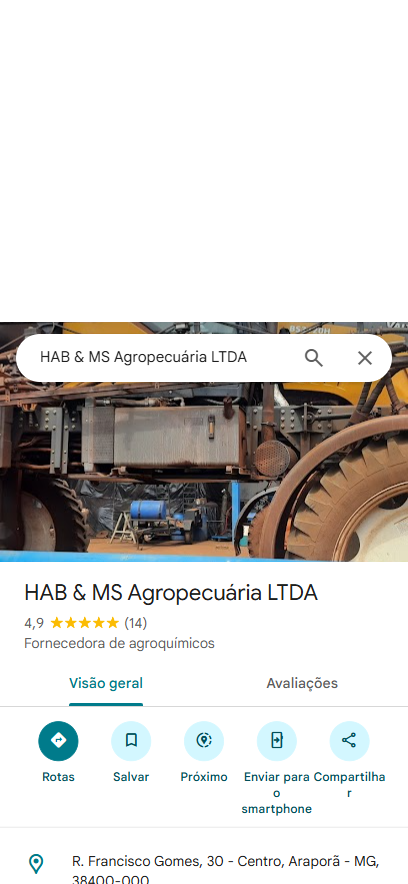 HAB & MS Agropecuária LTDA
HAB & MS Agropecuária LTDA
4,9 ★★★★★ (14)
Fornecedora de agroquímicos
Visão geral
Avaliações
Rotas
Salvar
Próximo
Enviar para
o
smartphone
Compartilha
r
R. Francisco Gomes, 30 - Centro, Araporã - MG,
38400-000